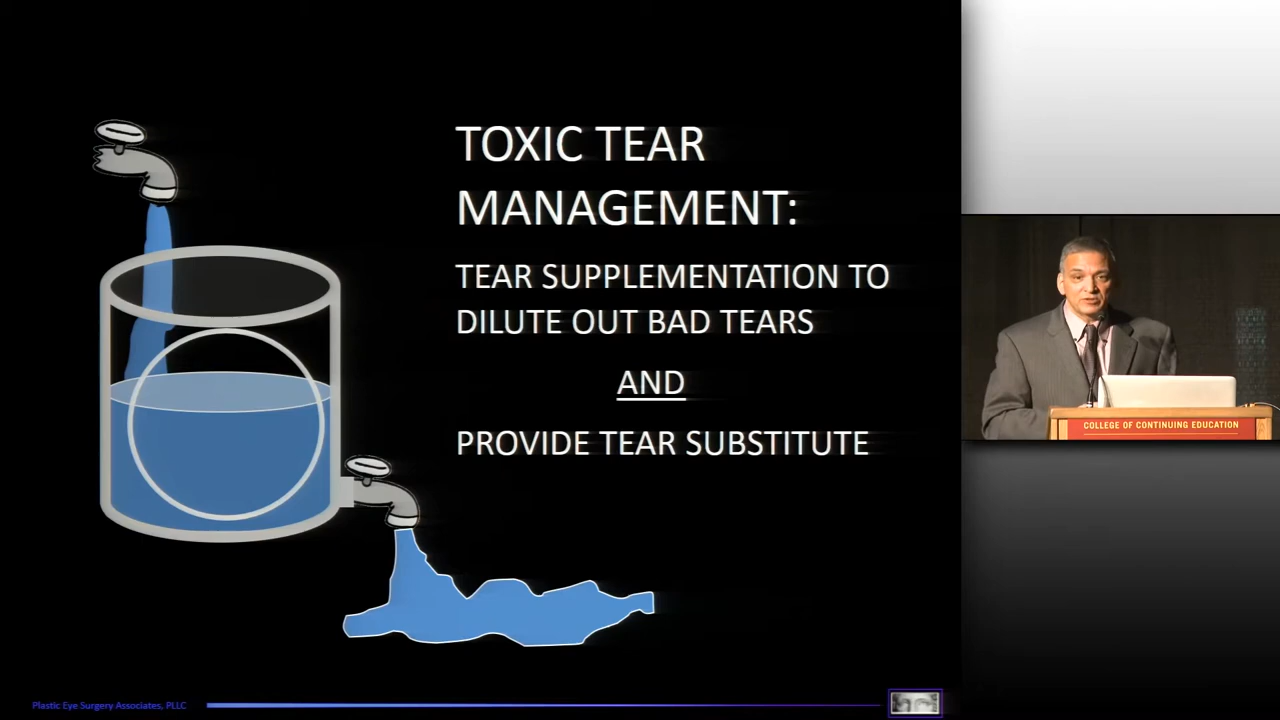 TOXIC TEAR
MANAGEMENT:
TEAR SUPPLEMENTATION TO
DILUTE OUT BAD TEARS
AND
PROVIDE TEAR SUBSTITUTE
COLLEGE OF CONTINUING EDUCATION
Plastic Eye Surgery Associates, PLLC